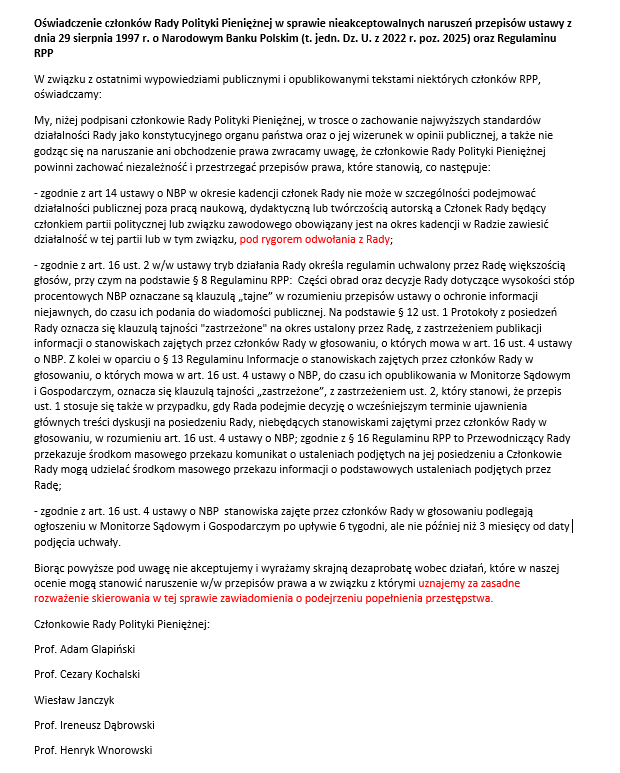 Oświadczenie członków Rady Polityki Pieniężnej w sprawie nieakceptowalnych naruszeń przepisów ustawy z
dnia 29 sierpnia 1997 r. o Narodowym Banku Polskim (t. jedn. Dz. U. z 2022 r. poz. 2025) oraz Regulaminu
RPP
W związku z ostatnimi wypowiedziami publicznymi i opublikowanymi tekstami niektórych członków RPP,
oświadczamy:
My, niżej podpisani członkowie Rady Polityki Pieniężnej, w trosce o zachowanie najwyższych standardów
działalności Rady jako konstytucyjnego organu państwa oraz o jej wizerunek w opinii publicznej, a także nie
godząc się na naruszanie ani obchodzenie prawa zwracamy uwagę, że członkowie Rady Polityki Pieniężnej
powinni zachować niezależność i przestrzegać przepisów prawa, które stanowią, co następuje:
- zgodnie z art 14 ustawy o NBP w okresie kadencji członek Rady nie może w szczególności podejmować
działalności publicznej poza pracą naukową, dydaktyczną lub twórczością autorską a Członek Rady będący
członkiem partii politycznej lub związku zawodowego obowiązany jest na okres kadencji w Radzie zawiesić
działalność w tej partii lub w tym związku, pod rygorem odwołania z Rady;
- zgodnie z art. 16 ust. 2 w/w ustawy tryb działania Rady określa regulamin uchwalony przez Radę większością
głosów, przy czym na podstawie § 8 Regulaminu RPP: Części obrad oraz decyzje Rady dotyczące wysokości stóp
procentowych NBP oznaczane są klauzulą „tajne” w rozumieniu przepisów ustawy o ochronie informacji
niejawnych, do czasu ich podania do wiadomości publicznej. Na podstawie § 12 ust. 1 Protokoły z posiedzeń
Rady oznacza się klauzulą tajności "zastrzeżone" na okres ustalony przez Radę, z zastrzeżeniem publikacji
informacji o stanowiskach zajętych przez członków Rady w głosowaniu, o których mowa w art. 16 ust. 4 ustawy
o NBP. Z kolei w oparciu o § 13 Regulaminu Informacje o stanowiskach zajętych przez członków Rady w
głosowaniu, o których mowa w art. 16 ust. 4 ustawy o NBP, do czasu ich opublikowania w Monitorze Sądowym
i Gospodarczym, oznacza się klauzulą tajności „zastrzeżone”, z zastrzeżeniem ust. 2, który stanowi, że przepis
ust. 1 stosuje się także w przypadku, gdy Rada podejmie decyzję o wcześniejszym terminie ujawnienia
głównych treści dyskusji na posiedzeniu Rady, niebędących stanowiskami zajętymi przez członków Rady w
głosowaniu, w rozumieniu art. 16 ust. 4 ustawy o NBP; zgodnie z § 16 Regulaminu RPP to Przewodniczący Rady
przekazuje środkom masowego przekazu komunikat o ustaleniach podjętych na jej posiedzeniu a Członkowie
Rady mogą udzielać środkom masowego przekazu informacji o podstawowych ustaleniach podjętych przez
Radę;
- zgodnie z art. 16 ust. 4 ustawy o NBP stanowiska zajęte przez członków Rady w głosowaniu podlegają
ogłoszeniu w Monitorze Sądowym i Gospodarczym po upływie 6 tygodni, ale nie później niż 3 miesięcy od daty
podjęcia uchwały.
Biorąc powyższe pod uwagę nie akceptujemy i wyrażamy skrajną dezaprobatę wobec działań, które w naszej
ocenie mogą stanowić naruszenie w/w przepisów prawa a w związku z którymi uznajemy za zasadne
rozważenie skierowania w tej sprawie zawiadomienia o podejrzeniu popełnienia przestępstwa.
Członkowie Rady Polityki Pieniężnej:
Prof. Adam Glapiński
Prof. Cezary Kochalski
Wiesław Janczyk
Prof. Ireneusz Dąbrowski
Prof. Henryk Wnorowski